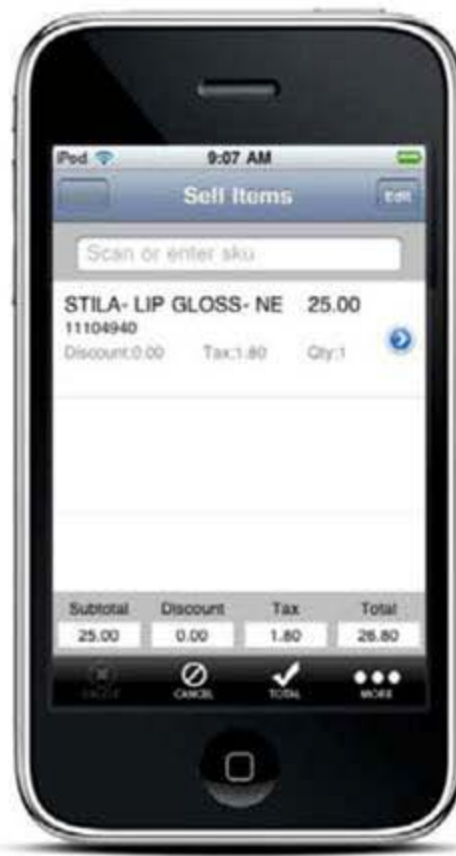 iPod 9:07 AM
Sell Items Edit
Scan or enter sku
STILA- LIP GLOSS- NE 25.00
11104940
Discount:0.00 Tax:1.80 Qty:1
Subtotal Discount Tax Total
25.00 0.00 1.80 26.80
CANCEL TOTAL MORE